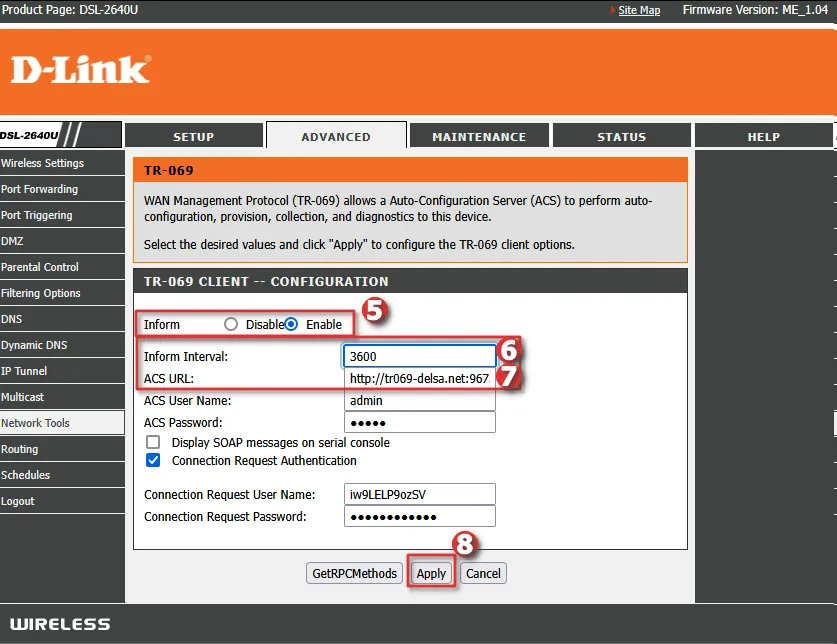 Product Page: DSL-2640U
Site Map
Firmware Version: ME_1.04
D-Link
DSL-2640U
SETUP
ADVANCED
MAINTENANCE
STATUS
HELP
Wireless Settings
Port Forwarding
Port Triggering
DMZ
Parental Control
Filtering Options
DNS
Dynamic DNS
IP Tunnel
Multicast
Network Tools
Routing
Schedules
Logout
TR-069
WAN Management Protocol (TR-069) allows a Auto-Configuration Server (ACS) to perform auto-
configuration, provision, collection, and diagnostics to this device.
Select the desired values and click "Apply" to configure the TR-069 client options.
TR-069 CLIENT -- CONFIGURATION
Inform Disable Enable 5
Inform Interval: 3600 6
ACS URL: http://tr069-delsa.net:967 7
ACS User Name: admin
ACS Password: •••••
Display SOAP messages on serial console
Connection Request Authentication
Connection Request User Name: iw9LELP9ozSV
Connection Request Password: ••••••••••••
8
GetRPCMethods Apply Cancel
WIRELESS